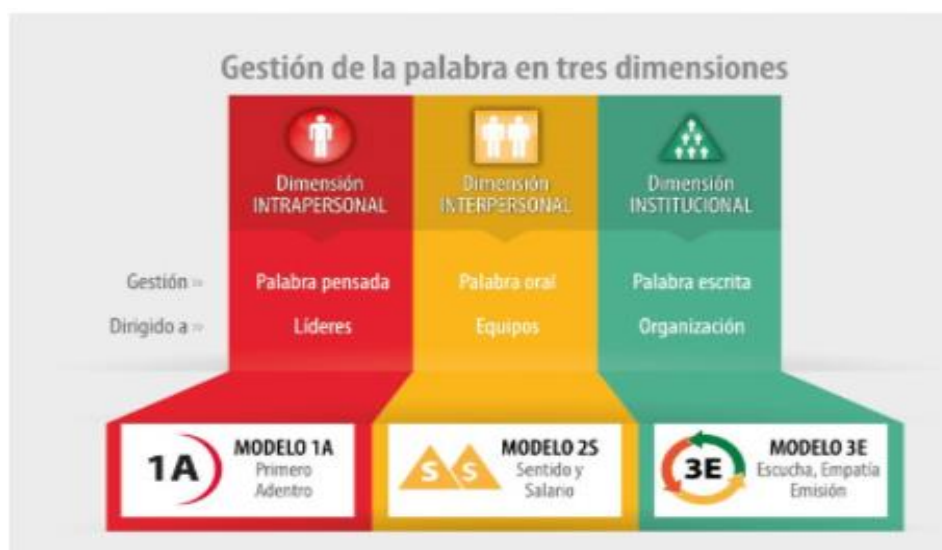 Gestión de la palabra en tres dimensiones
Dimensión
INTRAPERSONAL
Dimensión
INTERPERSONAL
Dimensión
INSTITUCIONAL
Gestión »
Palabra pensada
Palabra oral
Palabra escrita
Dirigido a »
Líderes
Equipos
Organización
1A
MODELO 1A
Primero
Adentro
S S
MODELO 2S
Sentido y
Salario
3E
MODELO 3E
Escucha, Empatía
Emisión